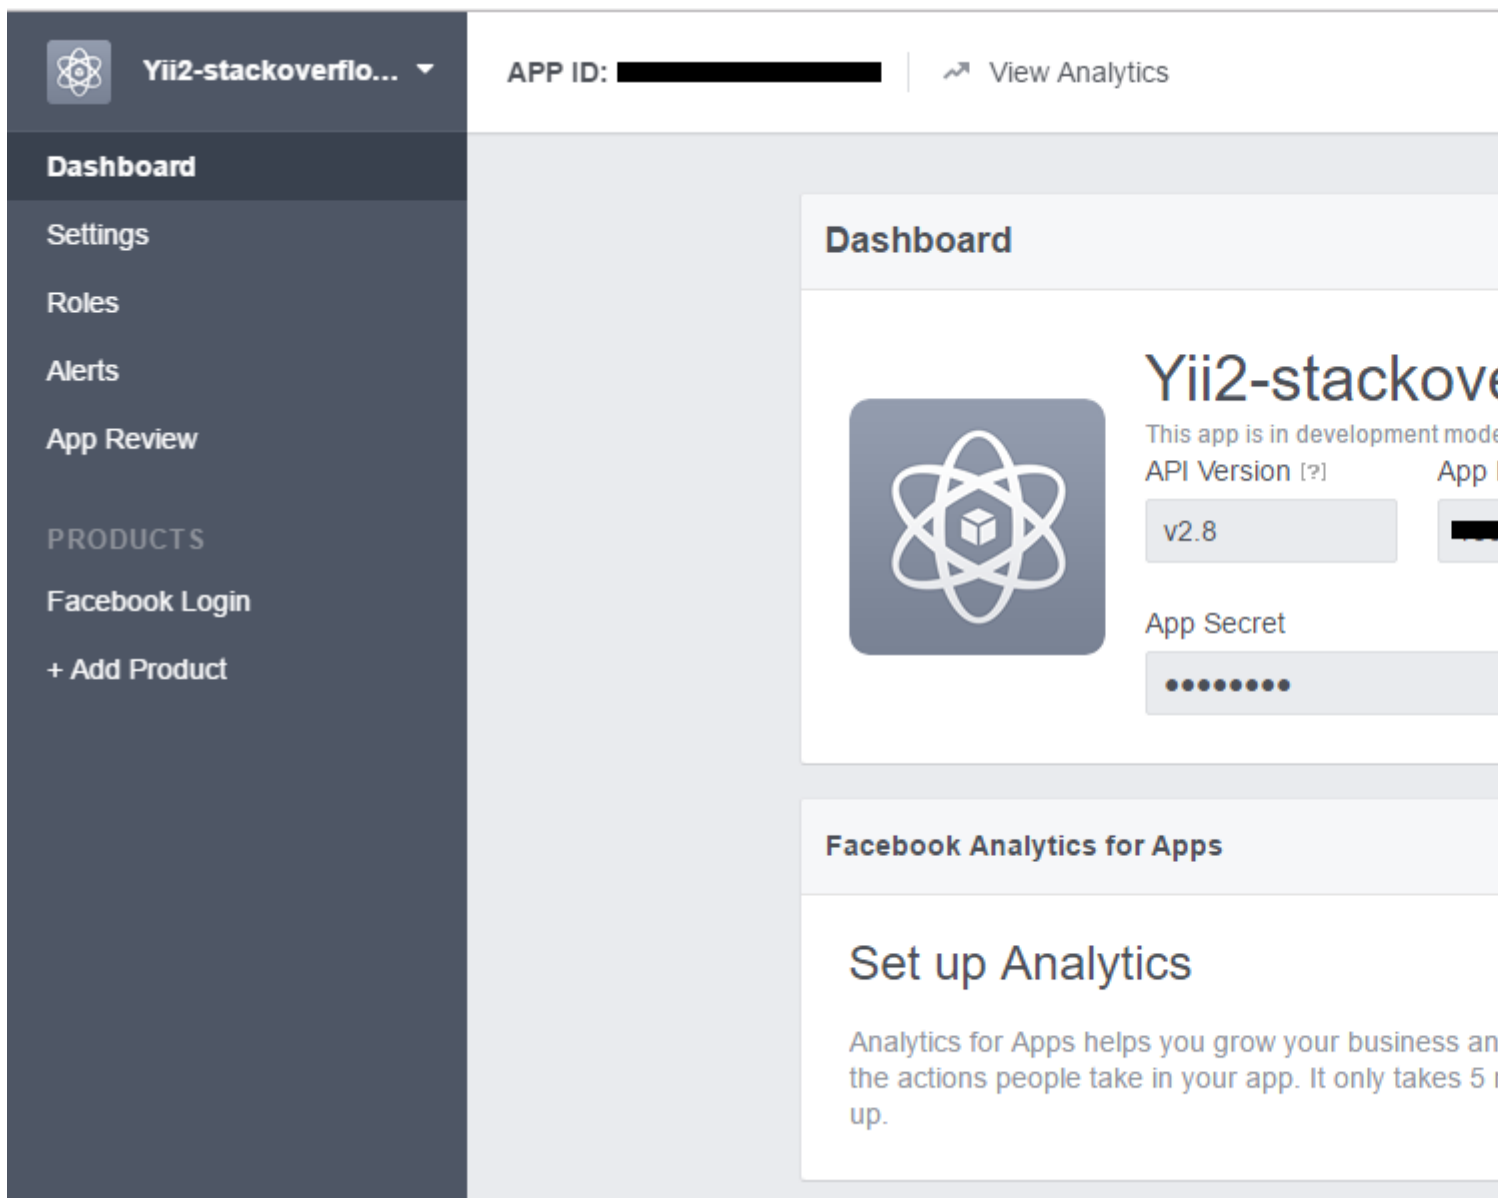 Yii2-stackoverflo...
APP ID:
View Analytics
Dashboard
Settings
Roles
Alerts
App Review
PRODUCTS
Facebook Login
+ Add Product
Dashboard
Yii2-stackove
This app is in development mode
API Version [?]
App
v2.8
App Secret
••••••••
Facebook Analytics for Apps
Set up Analytics
Analytics for Apps helps you grow your business an
the actions people take in your app. It only takes 5
up.